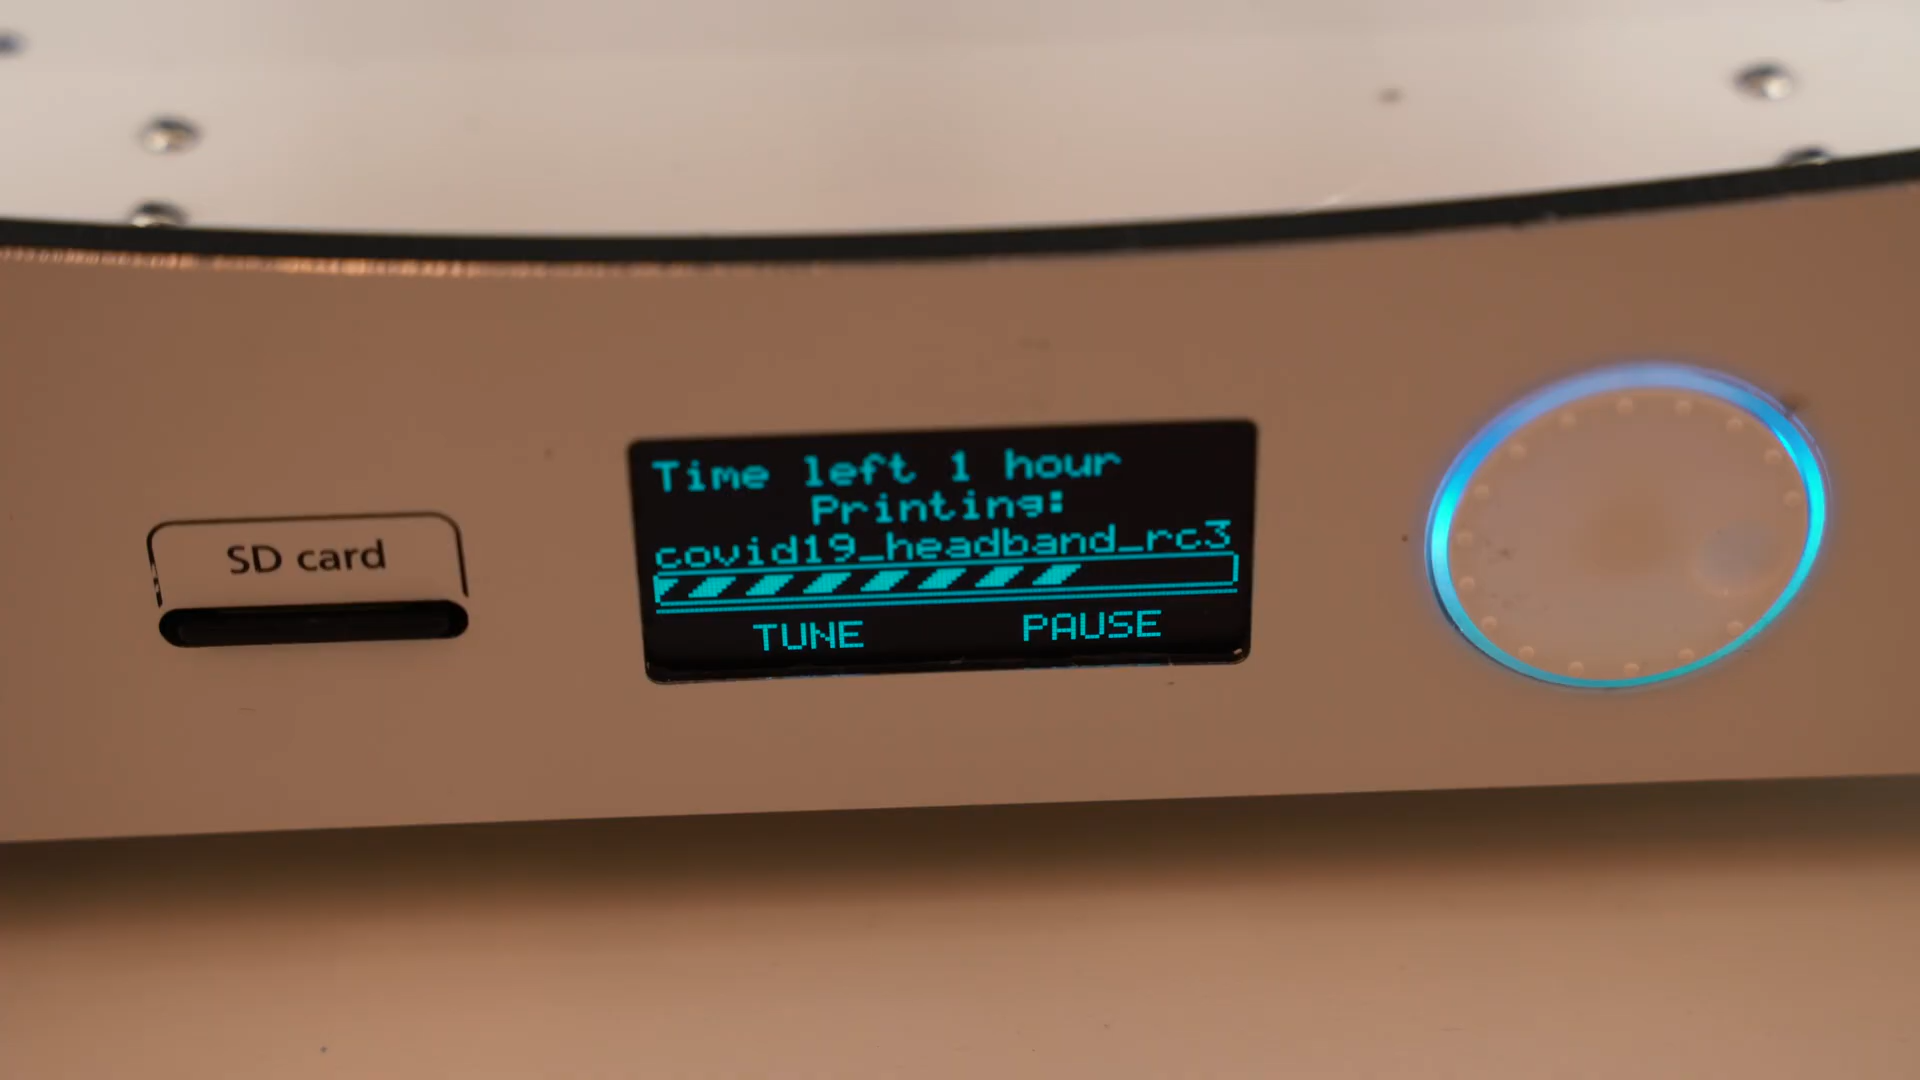 Time left 1 hour
Printing:
covid19_headband_rc3
TUNE PAUSE
SD card